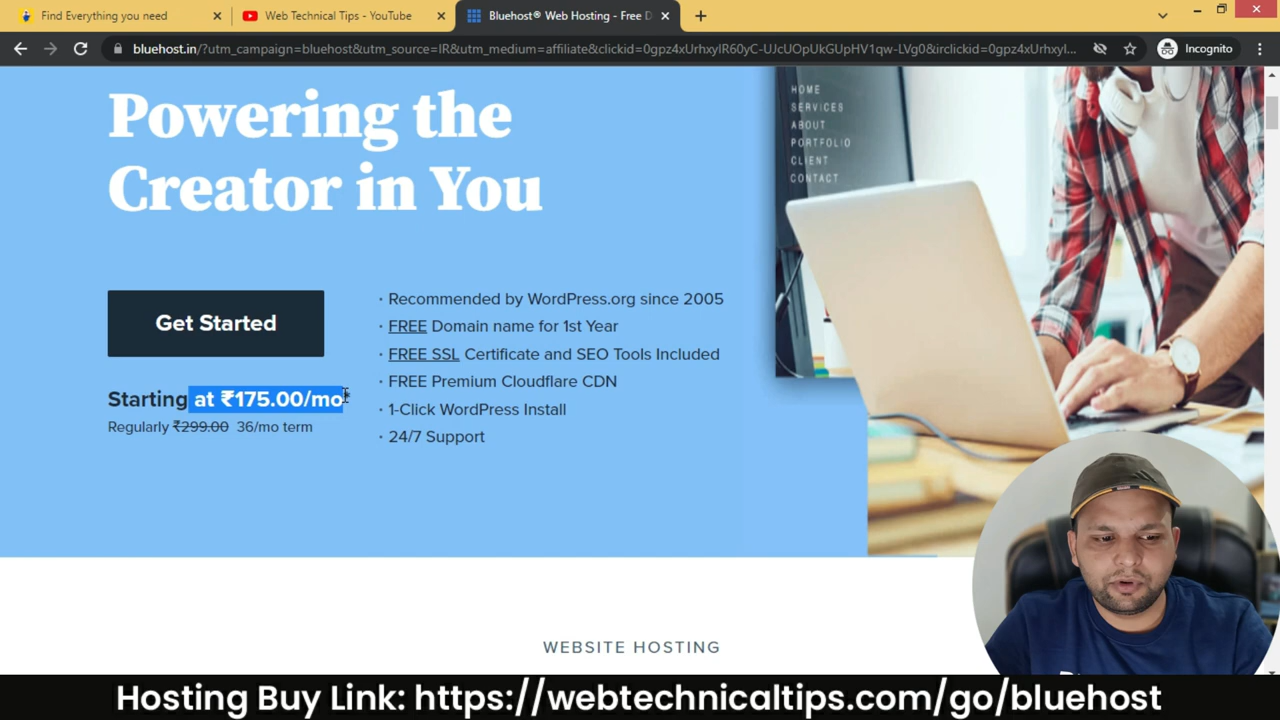 Find Everything you need
Web Technical Tips - YouTube
Bluehost® Web Hosting - Free D
bluehost.in/?utm_campaign=bluehost&utm_source=IR&utm_medium=affiliate&clickid=0gpz4xUrhxyIR60yC-UJcUOpUkGUpHV1qw-LVg0&irclickid=0gpz4xUrhxyI...
Incognito
Powering the
Creator in You
HOME
SERVICES
ABOUT
PORTFOLIO
CLIENT
CONTACT
Get Started
Starting at ₹175.00/mo
Regularly ₹299.00 36/mo term
· Recommended by WordPress.org since 2005
· FREE Domain name for 1st Year
· FREE SSL Certificate and SEO Tools Included
· FREE Premium Cloudflare CDN
· 1-Click WordPress Install
· 24/7 Support
WEBSITE HOSTING
Hosting Buy Link: https://webtechnicaltips.com/go/bluehost